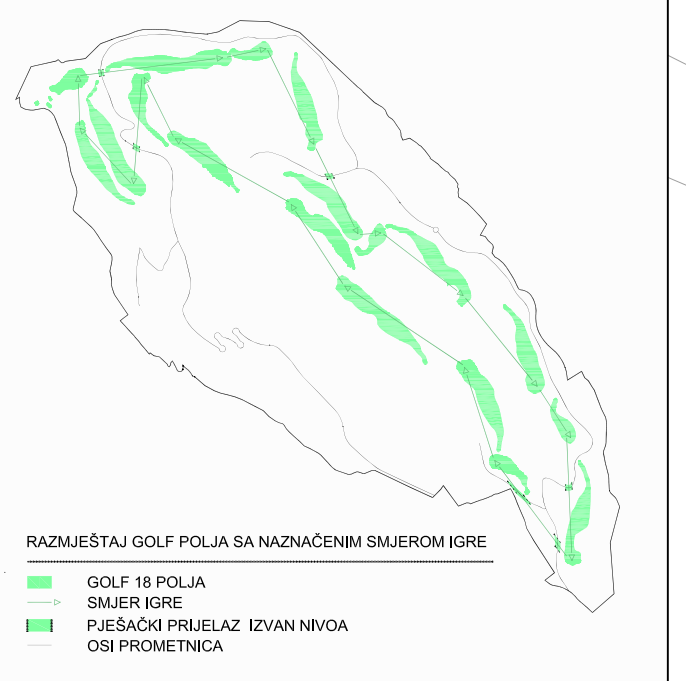 RAZMJEŠTAJ GOLF POLJA SA NAZNAČENIM SMJEROM IGRE
GOLF 18 POLJA
SMJER IGRE
PJEŠAČKI PRIJELAZ IZVAN NIVOA
OSI PROMETNICA